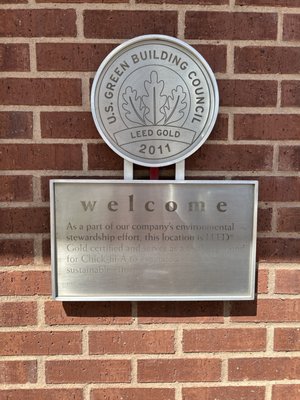 U.S. GREEN BUILDING COUNCIL
LEED GOLD
2011
welcome
As a part of our company's environmental
stewardship effort, this location is LEED®
Gold certified and
for Chick-fil-A to
sustainable